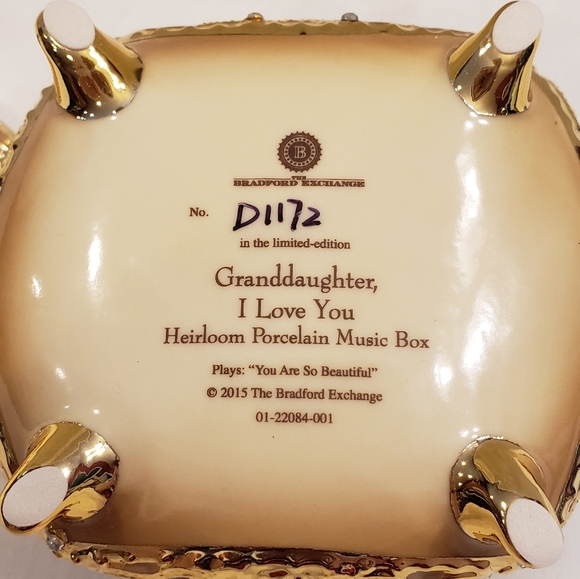 B
THE
BRADFORD EXCHANGE
No. D1172
in the limited-edition
Granddaughter,
I Love You
Heirloom Porcelain Music Box
Plays: “You Are So Beautiful”
© 2015 The Bradford Exchange
01-22084-001